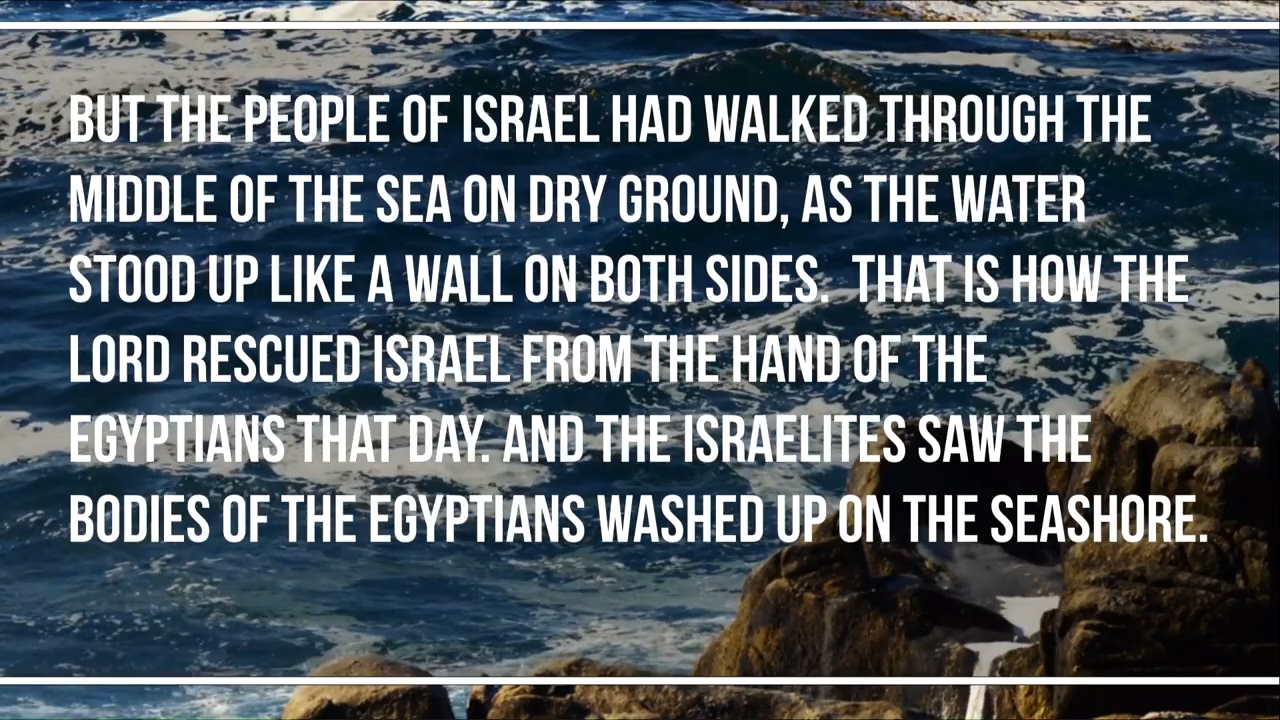 BUT THE PEOPLE OF ISRAEL HAD WALKED THROUGH THE
MIDDLE OF THE SEA ON DRY GROUND, AS THE WATER
STOOD UP LIKE A WALL ON BOTH SIDES.  THAT IS HOW THE
LORD RESCUED ISRAEL FROM THE HAND OF THE
EGYPTIANS THAT DAY. AND THE ISRAELITES SAW THE
BODIES OF THE EGYPTIANS WASHED UP ON THE SEASHORE.